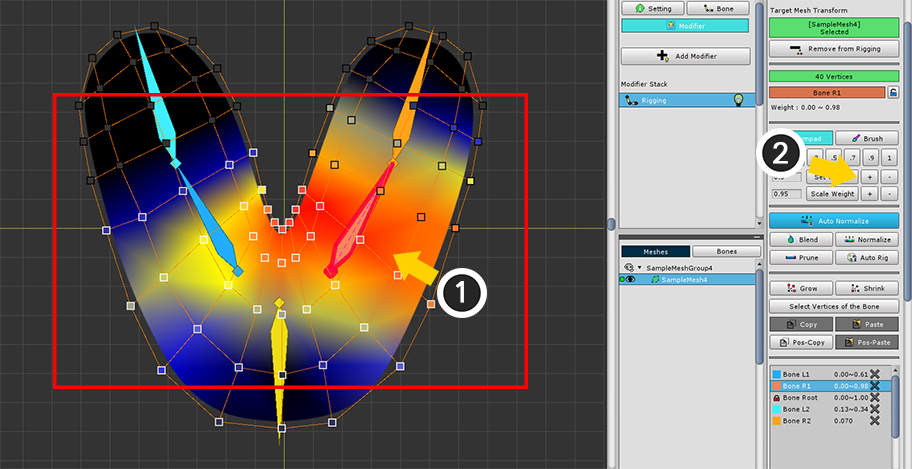 Setting
Bone
Modifier
Add Modifier
Modifier Stack
Rigging
Meshes
Bones
SampleMeshGroup4
SampleMesh4
Target Mesh Transform
[SampleMesh4]
Selected
Remove from Rigging
40 Vertices
Bone R1
Weight : 0.00 ~ 0.98
Brush
.5
.7
.9
1
+
-
0.95
Scale Weight
+
-
Auto Normalize
Blend
Normalize
Prune
Auto Rig
Grow
Shrink
Select Vertices of the Bone
Copy
Paste
Pos-Copy
Pos-Paste
Bone L1 0.00~0.61
Bone R1 0.00~0.98
Bone Root 0.00~1.00
Bone L2 0.13~0.34
Bone R2 0.070
1
2